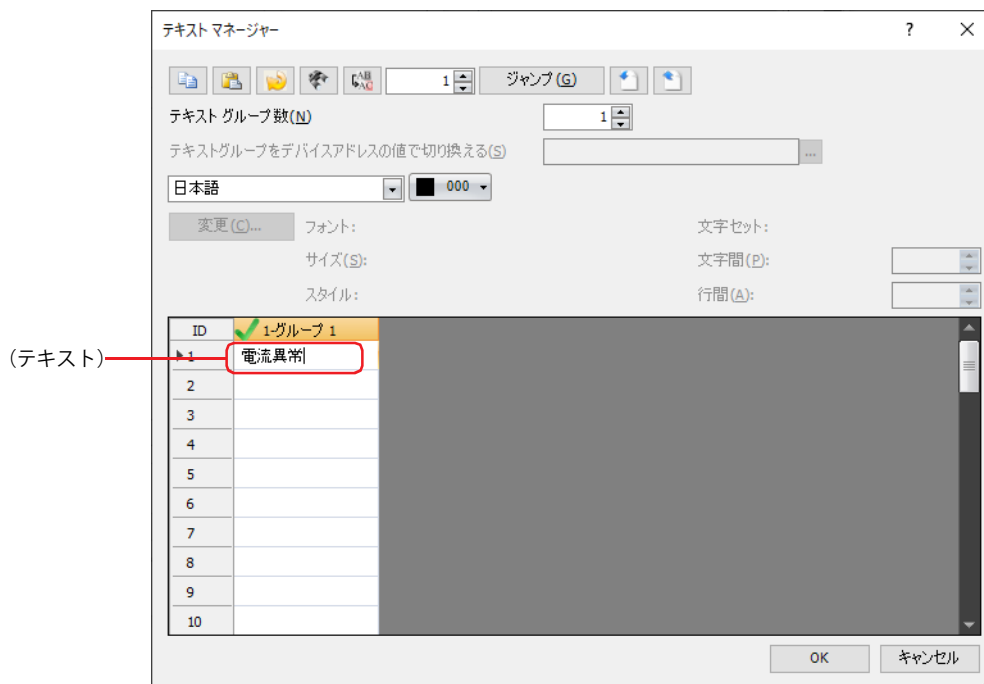 テキスト マネージャー
1 ジャンプ(G)
テキスト グループ数(N) 1
テキストグループをデバイスアドレスの値で切り換える(S) ...
日本語 000
変更(C)... フォント: 文字セット:
サイズ(S): 文字間(P):
スタイル: 行間(A):
ID 1-グループ 1
(テキスト) 1 電流異常
2
3
4
5
6
7
8
9
10
OK キャンセル